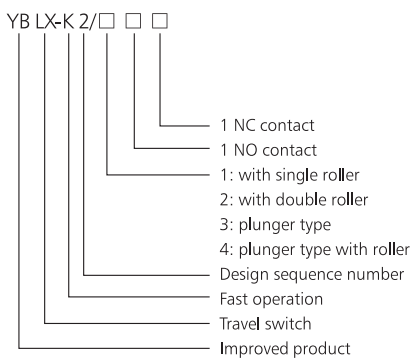 YB LX-K 2/□ □ □
1 NC contact
1 NO contact
1: with single roller
2: with double roller
3: plunger type
4: plunger type with roller
Design sequence number
Fast operation
Travel switch
Improved product